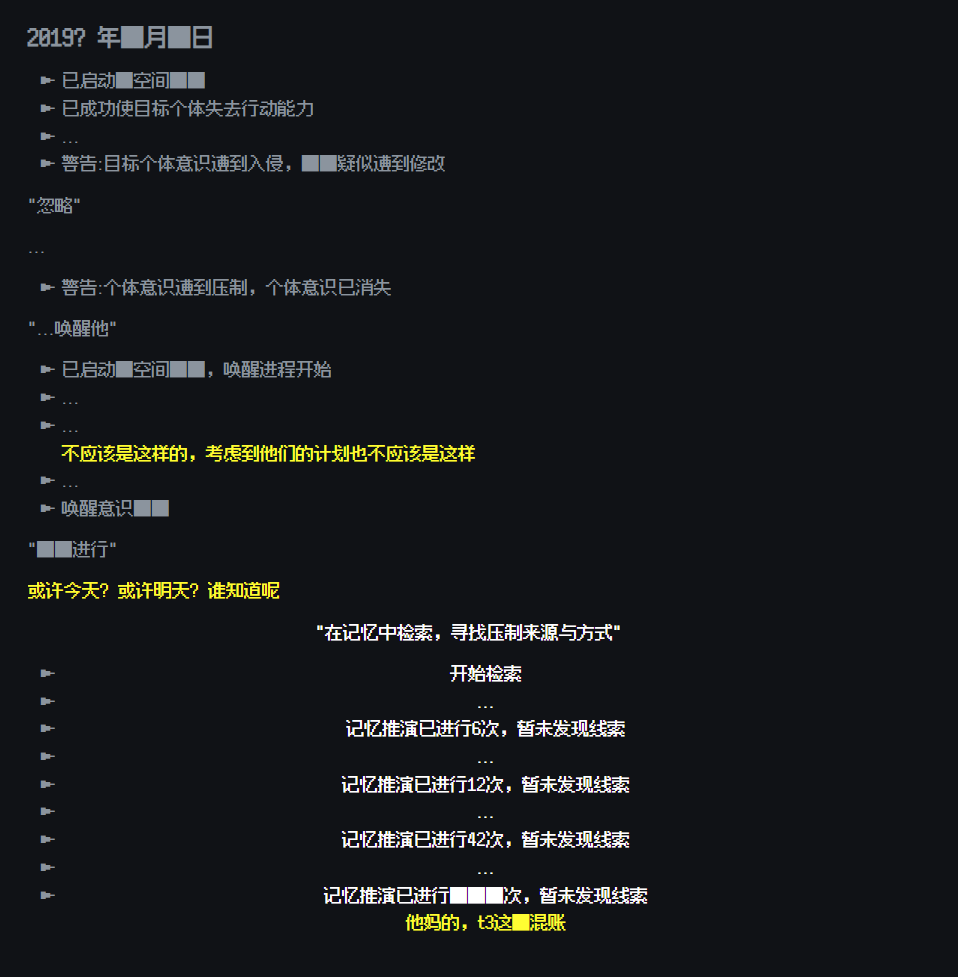 2019? 年█月█日
► 已启动█空间██
► 已成功使目标个体失去行动能力
► ...
► 警告:目标个体意识遭到入侵，██疑似遭到修改
"忽略"
...
► 警告:个体意识遭到压制，个体意识已消失
"...唤醒他"
► 已启动█空间██，唤醒进程开始
► ...
► ...
不应该是这样的，考虑到他们的计划也不应该是这样
► ...
► 唤醒意识██
"██进行"
或许今天？或许明天？谁知道呢
"在记忆中检索，寻找压制来源与方式"
► 开始检索
► ...
► 记忆推演已进行6次，暂未发现线索
► ...
► 记忆推演已进行12次，暂未发现线索
► ...
► 记忆推演已进行42次，暂未发现线索
► ...
► 记忆推演已进行███次，暂未发现线索
他妈的，t3这█混账